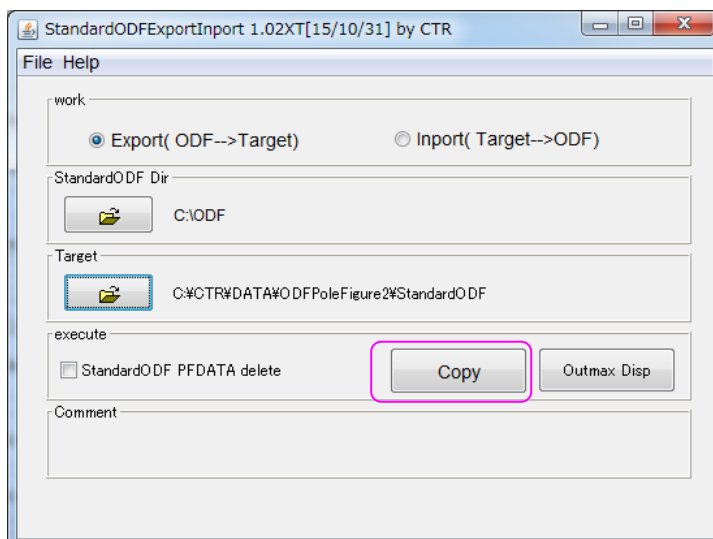 StandardODFExportInport 1.02XT[15/10/31] by CTR
File Help
work
Export( ODF-->Target)
Inport( Target-->ODF)
StandardODF Dir
C:\ODF
Target
C:¥CTR¥DATA¥ODFPoleFigure2¥StandardODF
execute
StandardODF PFDATA delete
Copy
Outmax Disp
Comment